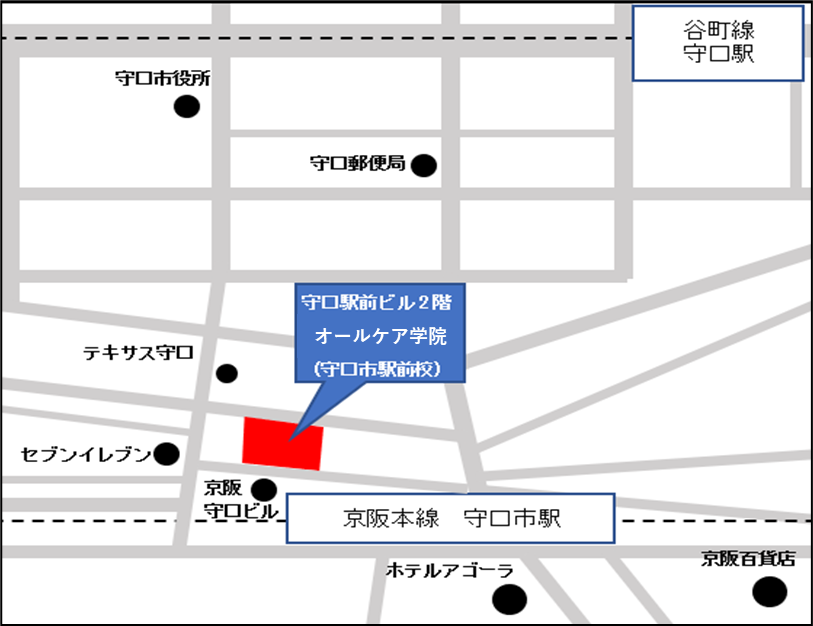 谷町線
守口駅
守口市役所
守口郵便局
守口駅前ビル２階
オールケア学院
（守口市駅前校）
テキサス守口
セブンイレブン
京阪
守口ビル
京阪本線　守口市駅
ホテルアゴーラ
京阪百貨店